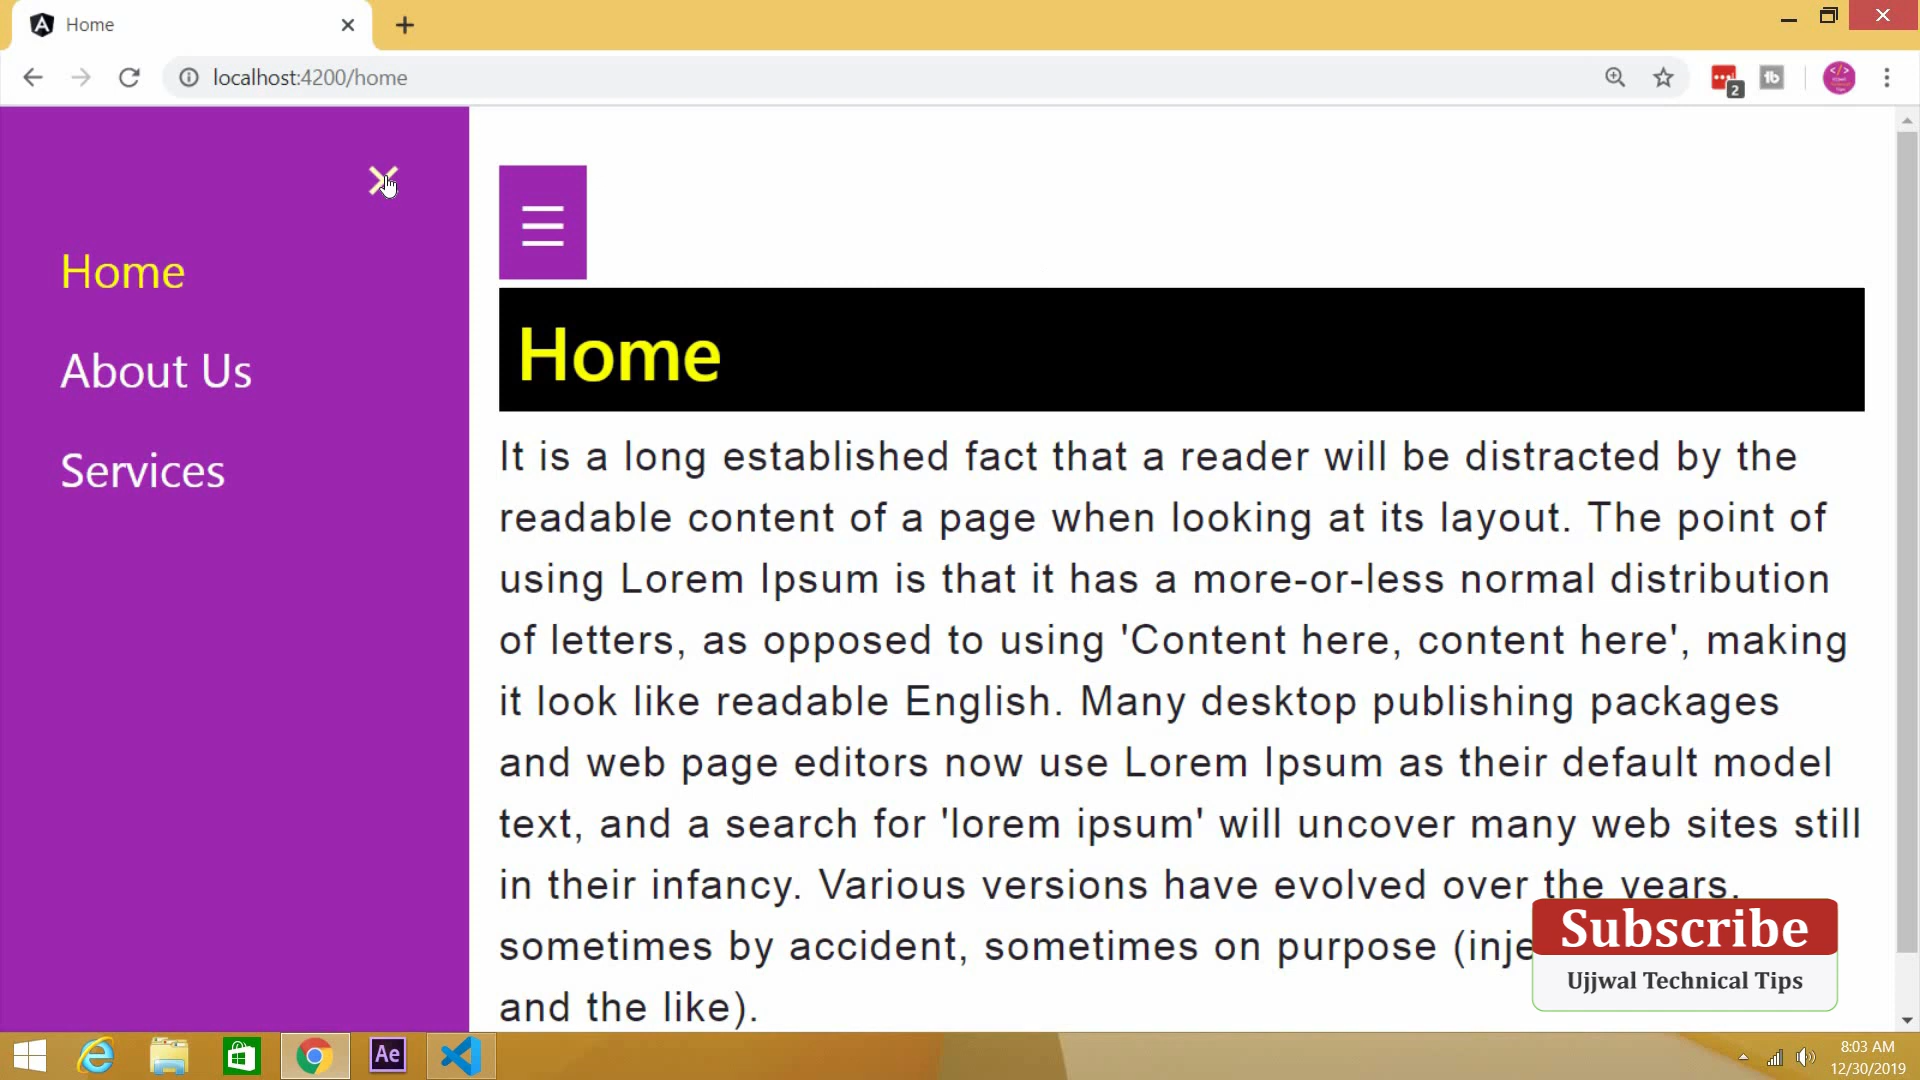 Home
localhost:4200/home
2
Home
About Us
Services
Home
It is a long established fact that a reader will be distracted by the
readable content of a page when looking at its layout. The point of
using Lorem Ipsum is that it has a more-or-less normal distribution
of letters, as opposed to using 'Content here, content here', making
it look like readable English. Many desktop publishing packages
and web page editors now use Lorem Ipsum as their default model
text, and a search for 'lorem ipsum' will uncover many web sites still
in their infancy. Various versions have evolved over the years,
sometimes by accident, sometimes on purpose (inje
and the like).
Subscribe
Ujjwal Technical Tips
Ae
8:03 AM
12/30/2019